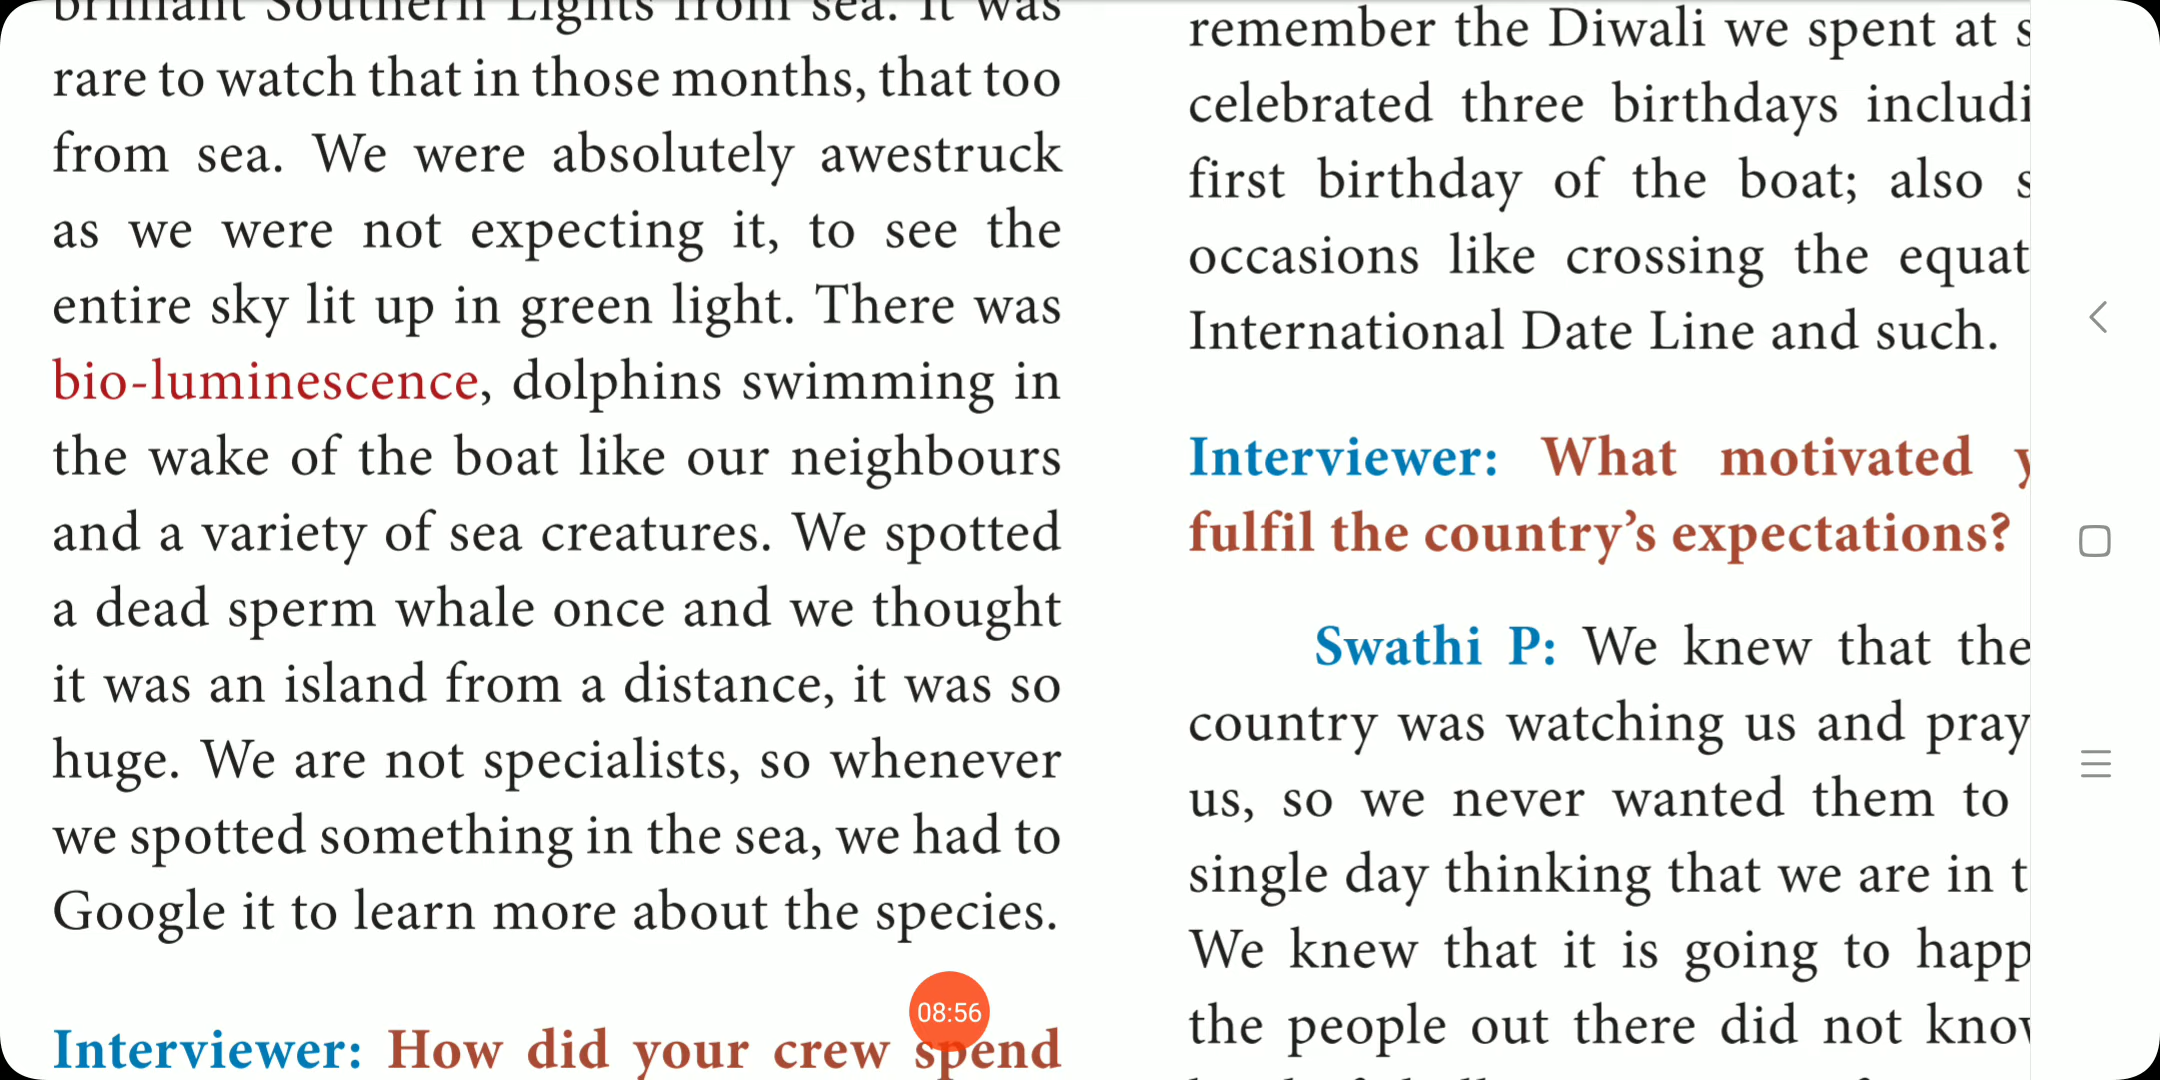 brilliant Southern Lights from sea. It was
rare to watch that in those months, that too
from sea. We were absolutely awestruck
as we were not expecting it, to see the
entire sky lit up in green light. There was
bio-luminescence, dolphins swimming in
the wake of the boat like our neighbours
and a variety of sea creatures. We spotted
a dead sperm whale once and we thought
it was an island from a distance, it was so
huge. We are not specialists, so whenever
we spotted something in the sea, we had to
Google it to learn more about the species.
Interviewer: How did your crew spend
08:56
remember the Diwali we spent at
celebrated three birthdays
first birthday of the boat; also
occasions like crossing the
International Date Line and such.
Interviewer: What motivated
fulfil the country's expectations?
Swathi P: We knew that the
country was watching us and pray
us, so we never wanted them to
single day thinking that we are in
We knew that it is going to
the people out there did not